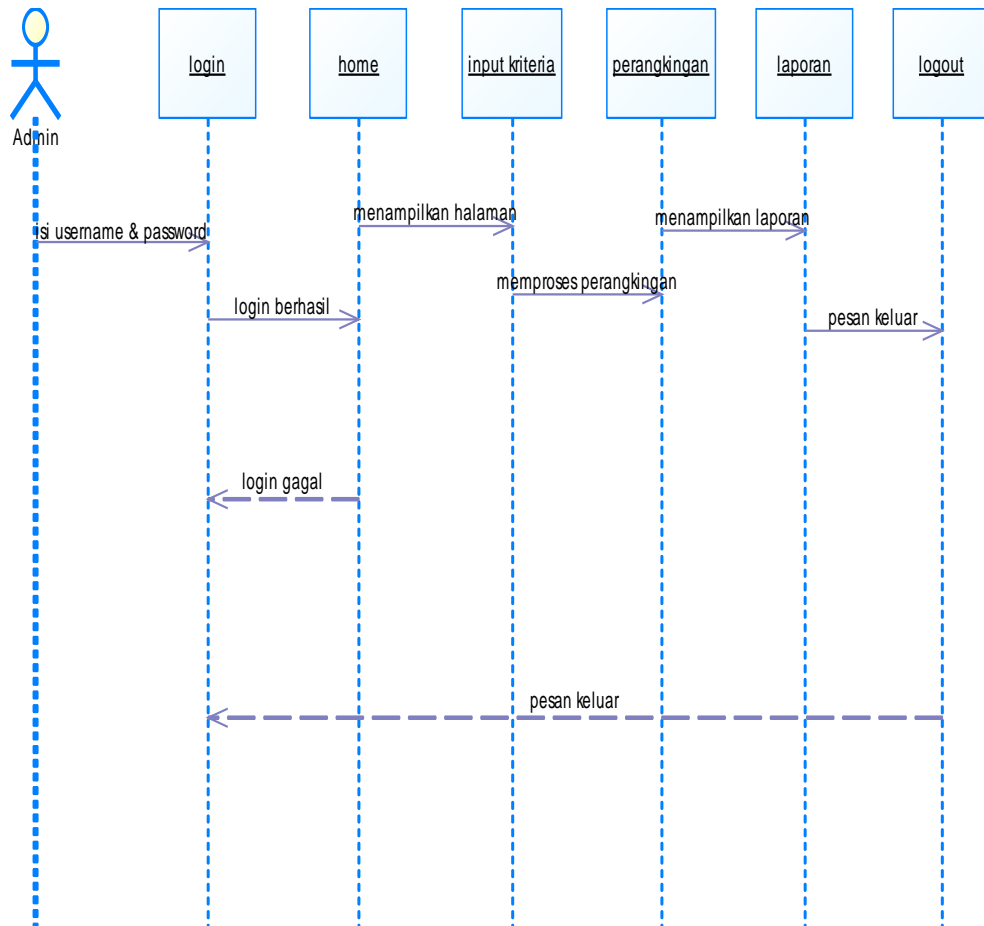 login
home
input kriteria
perangkingan
laporan
logout
Admin
menampilkan halaman
menampilkan laporan
isi username & password
memproses perangkingan
login berhasil
pesan keluar
login gagal
pesan keluar